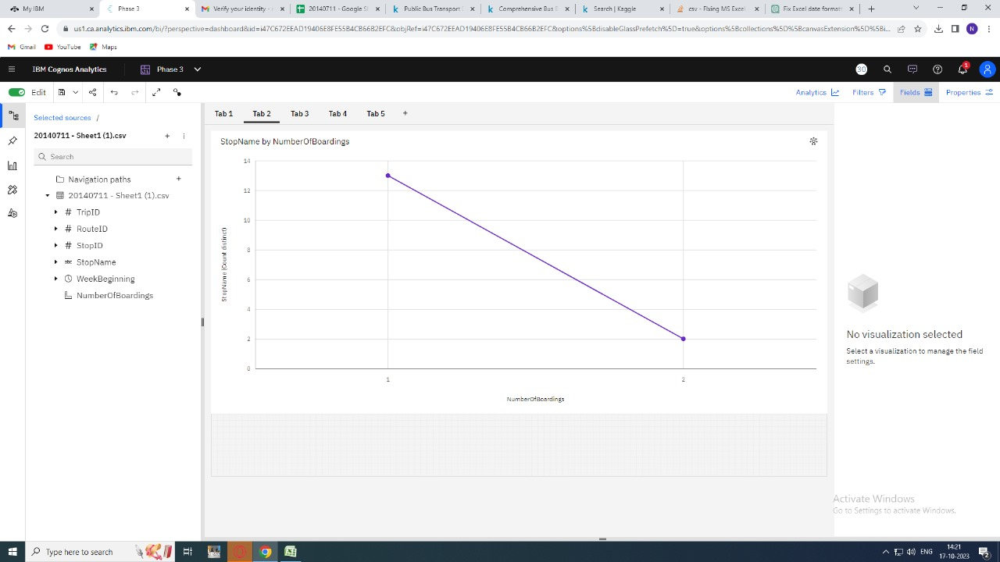 My IBM
Phase 3
Verify your identity - e
20140711 - Google Sh
Public Bus Transport S
Comprehensive Bus E
Search | Kaggle
csv - Fixing MS Excel
Fix Excel date format
us1.ca.analytics.ibm.com/bi/?perspective=dashboard&id=i47C672EEAD19406E8FE55B4CB66B2EFC&objRef=i47C672EEAD19406E8FE55B4CB66B2EFC&options%5BdisableGlassPrefetch%5D=true&options%5Bcollections%5D%5BcanvasExtension%5D%5Bi...
N
Gmail
YouTube
Maps
IBM Cognos Analytics
Phase 3
30
1
Edit
Analytics
Filters
Fields
Properties
Selected sources /
20140711 - Sheet1 (1).csv
Search
Navigation paths
20140711 - Sheet1 (1).csv
# TripID
# RouteID
# StopID
abc StopName
WeekBeginning
NumberOfBoardings
Tab 1
Tab 2
Tab 3
Tab 4
Tab 5
StopName by NumberOfBoardings
StopName (Count distinct)
14
12
10
8
6
4
2
0
1
2
NumberOfBoardings
No visualization selected
Select a visualization to manage the field
settings.
Activate Windows
Go to Settings to activate Windows.
Type here to search
ENG
14:21
17-10-2023
2